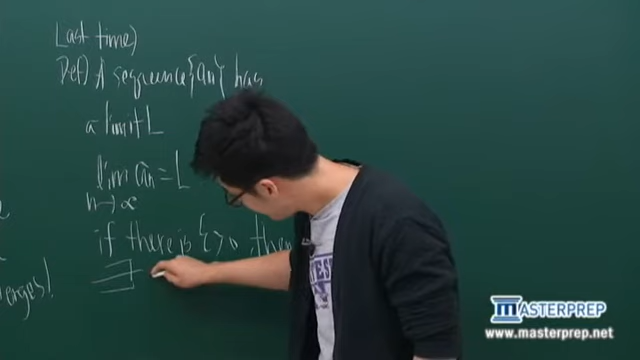 Last time)
Def) A sequence {an} has
a limit L
lim an = L
n→∞
if there is ε>0, then
∃
erges!
MASTERPREP
www.masterprep.net